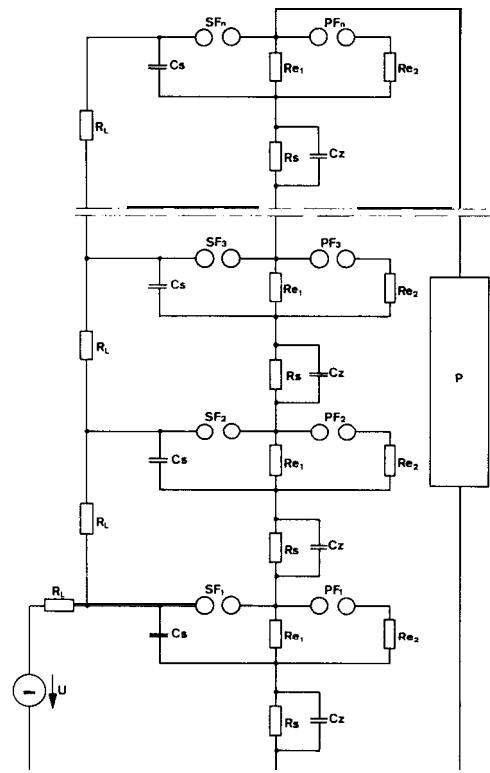 SFn PFn
Cs Re1 Re2
RL
Rs Cz
SF3 PF3
Cs Re1 Re2
RL Rs Cz P
SF2 PF2
Cs Re1 Re2
RL Rs Cz
RL SF1 PF1
Cs Re1 Re2
U
Rs Cz